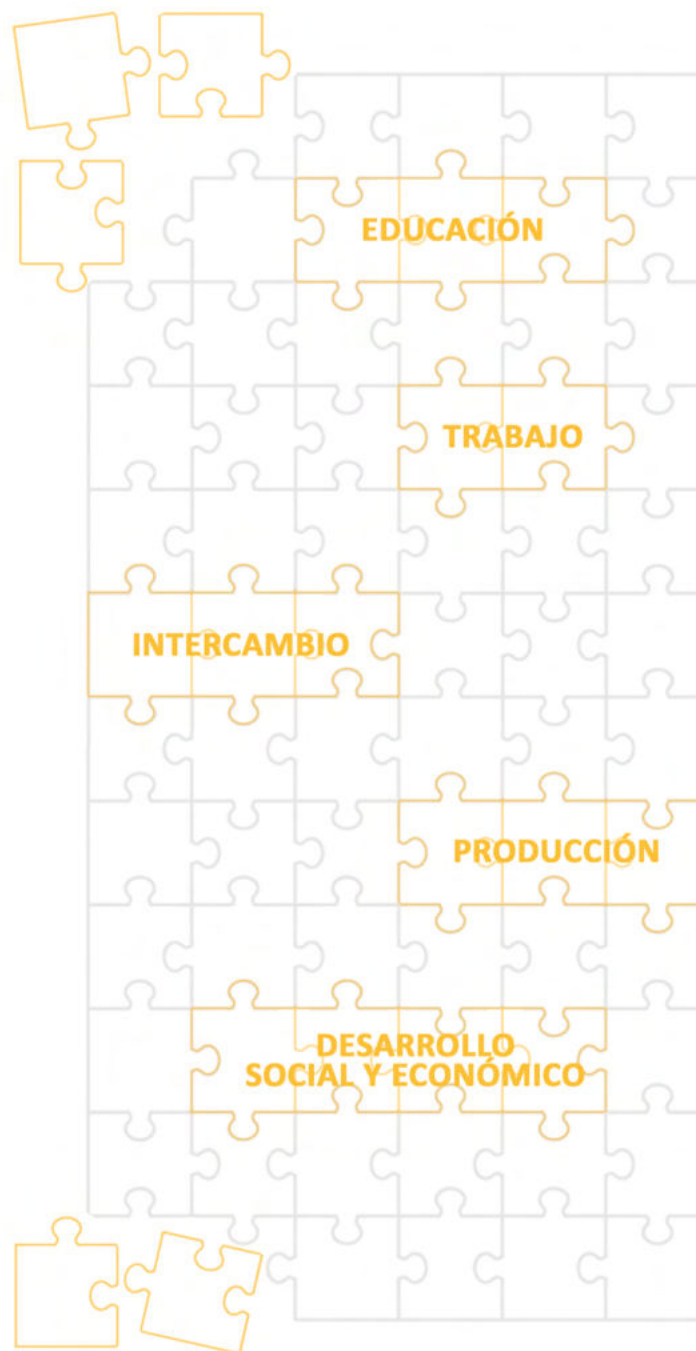 EDUCACIÓN
TRABAJO
INTERCAMBIO
PRODUCCIÓN
DESARROLLO
SOCIAL Y ECONÓMICO